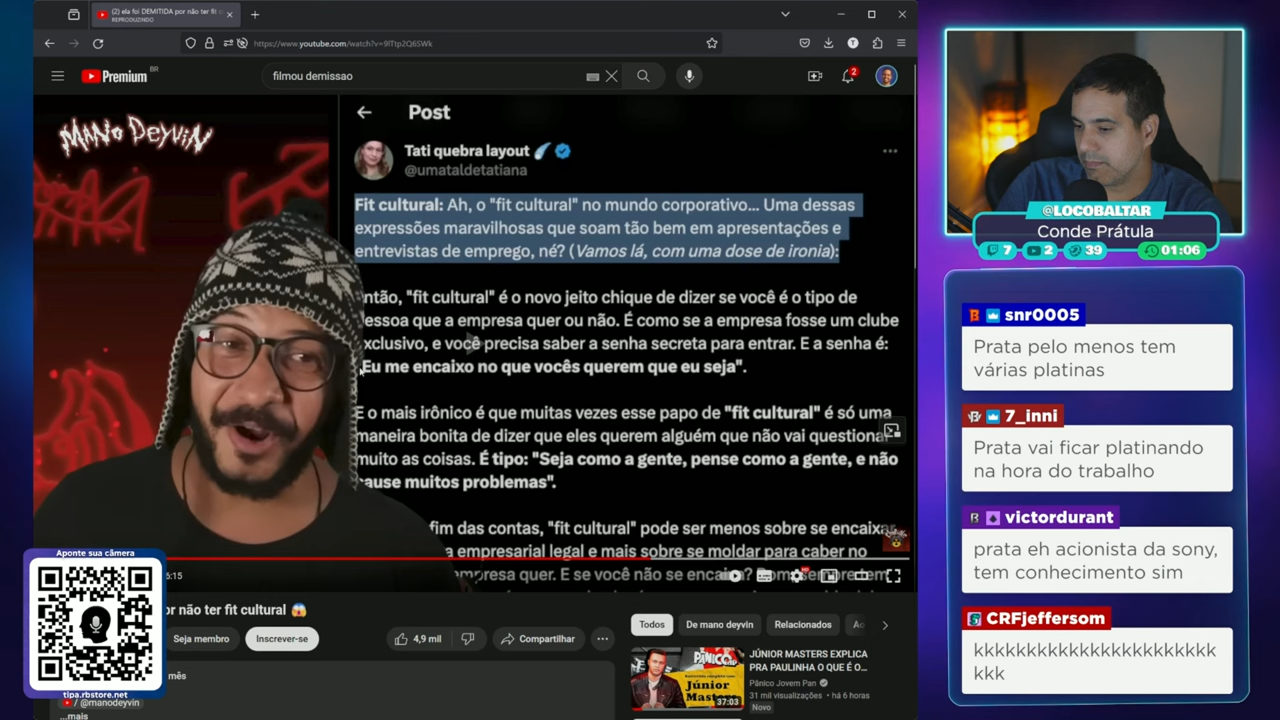 (2) ela foi DEMITIDA por não ter fit c
REPRODUZINDO
https://www.youtube.com/watch?v=9lTtp2Q6SWk
Premium BR
filmou demissao
2
MANO DEYVIN
Post
Tati quebra layout
@umataldetatiana
Fit cultural: Ah, o "fit cultural" no mundo corporativo... Uma dessas
expressões maravilhosas que soam tão bem em apresentações e
entrevistas de emprego, né? (Vamos lá, com uma dose de ironia):
ntão, "fit cultural" é o novo jeito chique de dizer se você é o tipo de
essoa que a empresa quer ou não. É como se a empresa fosse um clube
xclusivo, e você precisa saber a senha secreta para entrar. E a senha é:
Eu me encaixo no que vocês querem que eu seja".
E o mais irônico é que muitas vezes esse papo de "fit cultural" é só uma
maneira bonita de dizer que eles querem alguém que não vai questionar
muito as coisas. É tipo: "Seja como a gente, pense como a gente, e não
ause muitos problemas".
fim das contas, "fit cultural" pode ser menos sobre se encaixar
a empresarial legal e mais sobre se moldar para caber no
empresa quer. E se você não se encaixa?
6:15
or não ter fit cultural
Seja membro
Inscrever-se
4,9 mil
Compartilhar
mês
/ @manodeyvin
...mais
Todos
De mano deyvin
Relacionados
JÚNIOR MASTERS EXPLICA
PRA PAULINHA O QUE É O...
Pânico Jovem Pan
31 mil visualizações • há 6 horas
Novo
PÂNICO
Júnior
Masters
37:03
Aponte sua câmera
tipa.rbstore.net
@LOCOBALTAR
Conde Prátula
7
2
39
01:06
snr0005
Prata pelo menos tem
várias platinas
7_inni
Prata vai ficar platinando
na hora do trabalho
victordurant
prata eh acionista da sony,
tem conhecimento sim
CRFjeffersom
kkkkkkkkkkkkkkkkkkkkkk
kkk